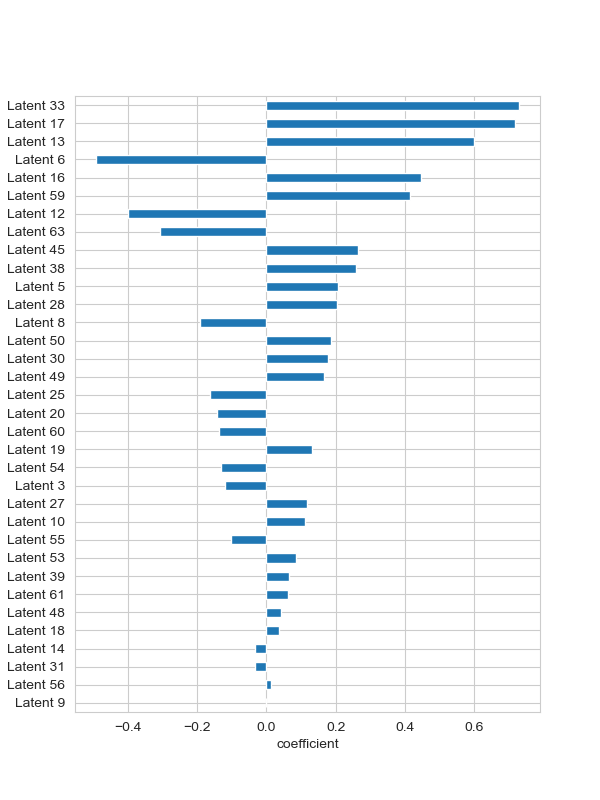 Latent 33
Latent 17
Latent 13
Latent 6
Latent 16
Latent 59
Latent 12
Latent 63
Latent 45
Latent 38
Latent 5
Latent 28
Latent 8
Latent 50
Latent 30
Latent 49
Latent 25
Latent 20
Latent 60
Latent 19
Latent 54
Latent 3
Latent 27
Latent 10
Latent 55
Latent 53
Latent 39
Latent 61
Latent 48
Latent 18
Latent 14
Latent 31
Latent 56
Latent 9
−0.4 −0.2 0.0 0.2 0.4 0.6
coefficient